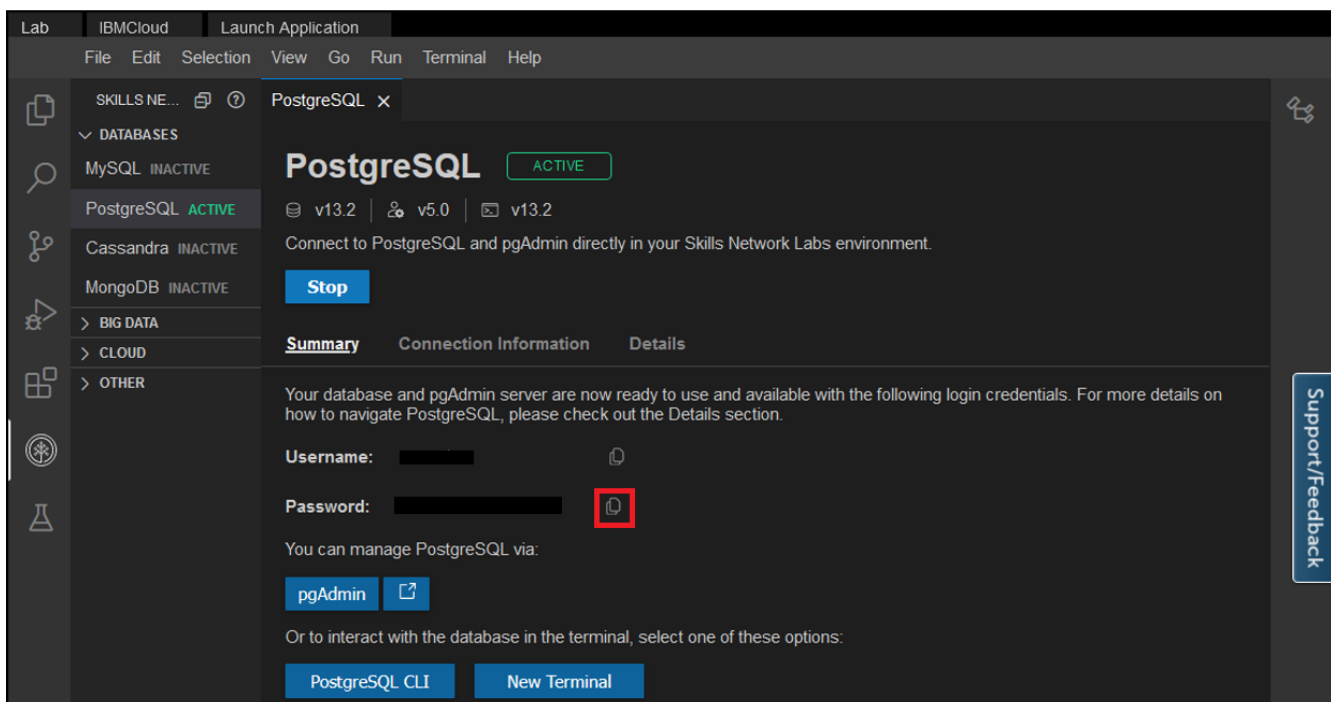 Lab IBMCloud Launch Application
File Edit Selection View Go Run Terminal Help
SKILLS NE...
DATABASES
MySQL INACTIVE
PostgreSQL ACTIVE
Cassandra INACTIVE
MongoDB INACTIVE
BIG DATA
CLOUD
OTHER
PostgreSQL
PostgreSQL ACTIVE
v13.2 v5.0 v13.2
Connect to PostgreSQL and pgAdmin directly in your Skills Network Labs environment.
Stop
Summary Connection Information Details
Your database and pgAdmin server are now ready to use and available with the following login credentials. For more details on
how to navigate PostgreSQL, please check out the Details section.
Username:
Password:
You can manage PostgreSQL via:
pgAdmin
Or to interact with the database in the terminal, select one of these options:
PostgreSQL CLI New Terminal
Support/Feedback